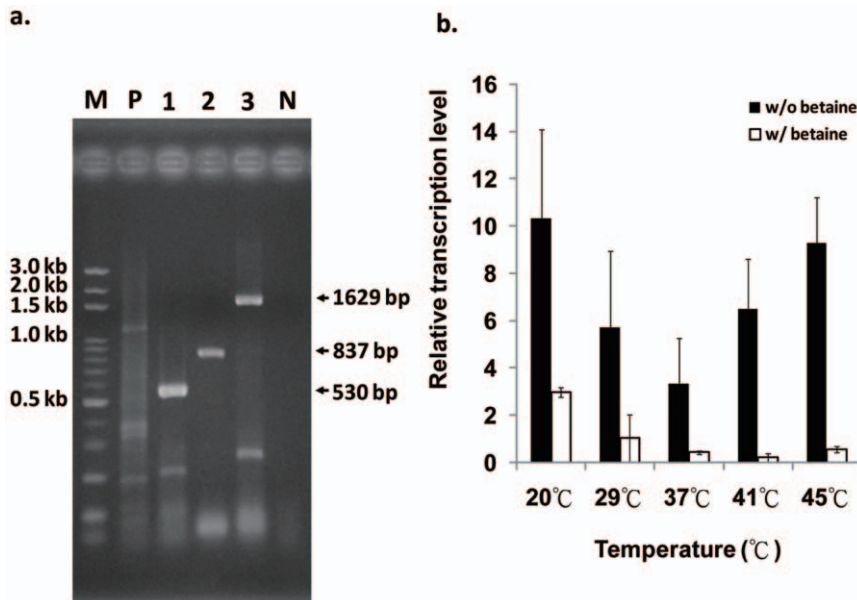 a.
M P 1 2 3 N
3.0 kb
2.0 kb
1.5 kb
1.0 kb
0.5 kb
1629 bp
837 bp
530 bp
b.
Relative transcription level
16
14
12
10
8
6
4
2
0
w/o betaine
w/ betaine
20℃ 29℃ 37℃ 41℃ 45℃
Temperature (℃)